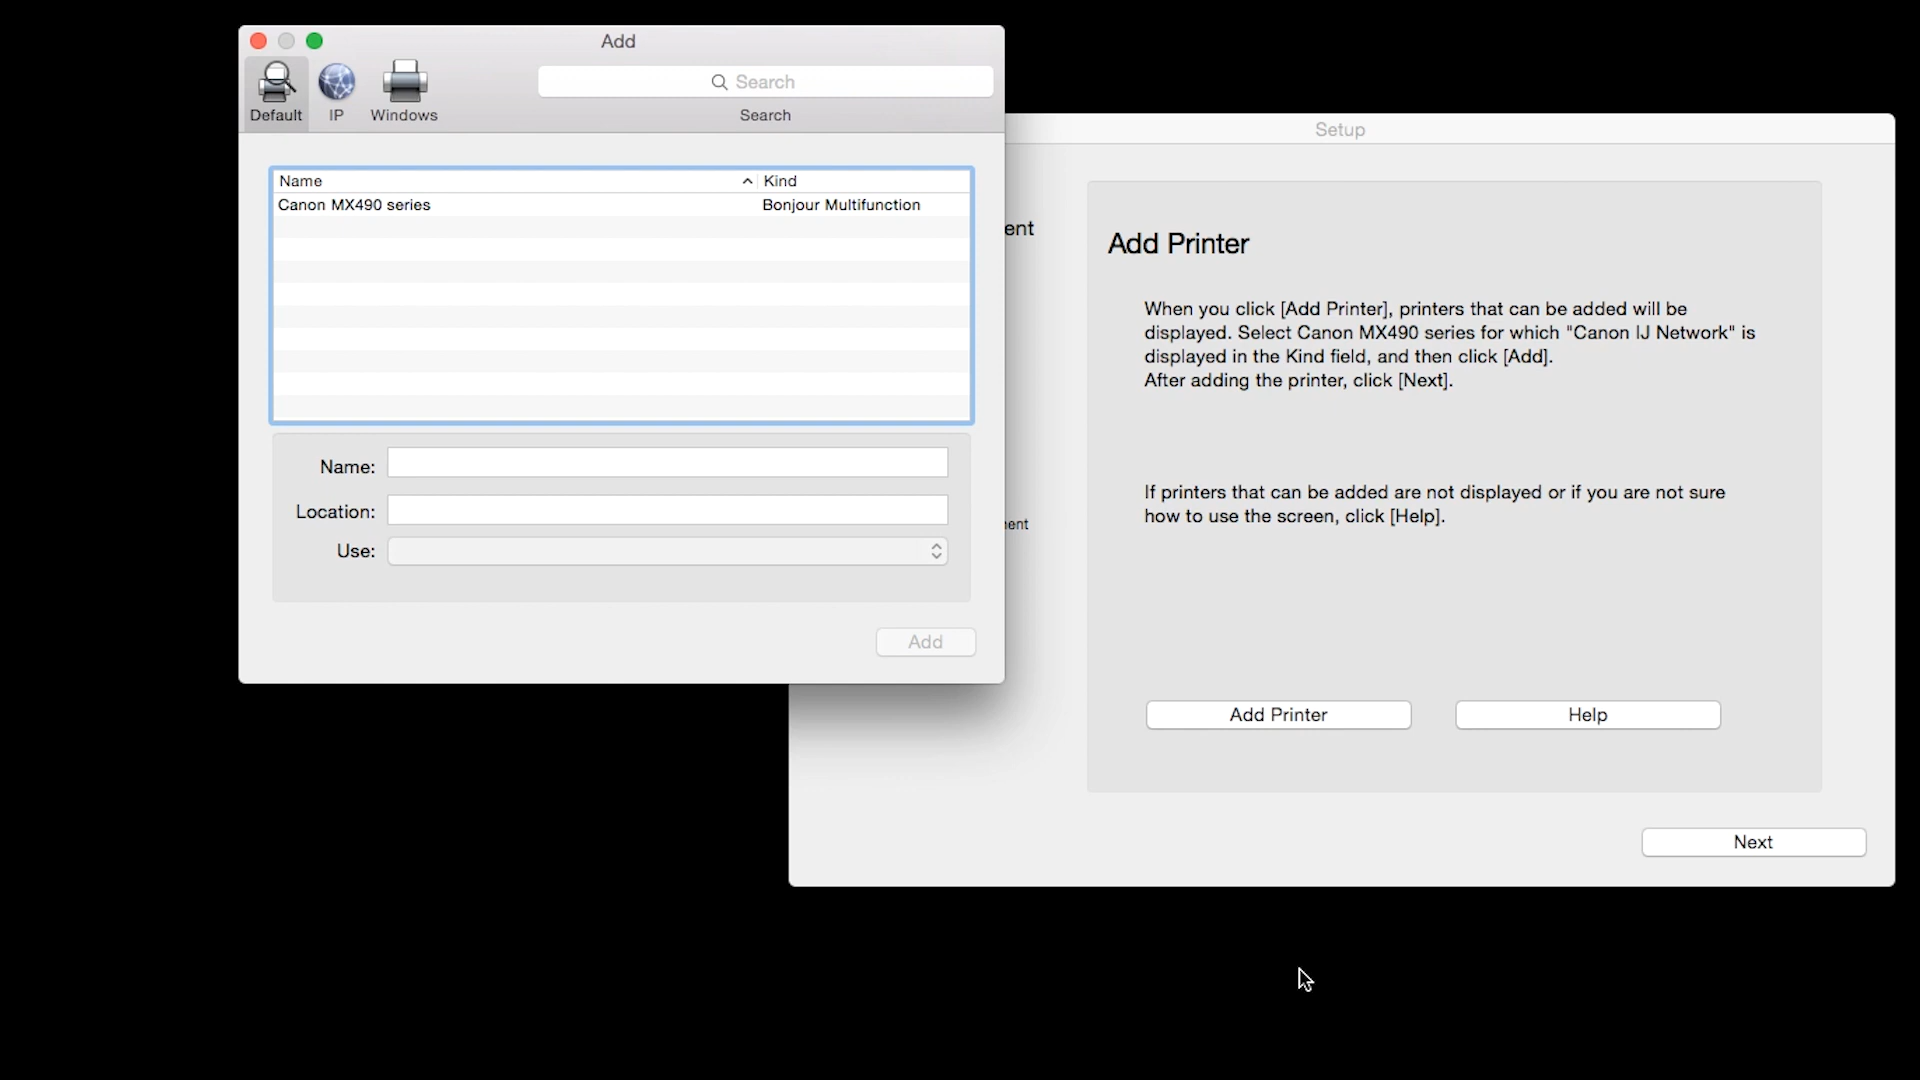 Add
Default
IP
Windows
Search
Search
Name
Kind
Canon MX490 series
Bonjour Multifunction
Name:
Location:
Use:
Add
Setup
ent
ent
Add Printer
When you click [Add Printer], printers that can be added will be
displayed. Select Canon MX490 series for which "Canon IJ Network" is
displayed in the Kind field, and then click [Add].
After adding the printer, click [Next].
If printers that can be added are not displayed or if you are not sure
how to use the screen, click [Help].
Add Printer
Help
Next